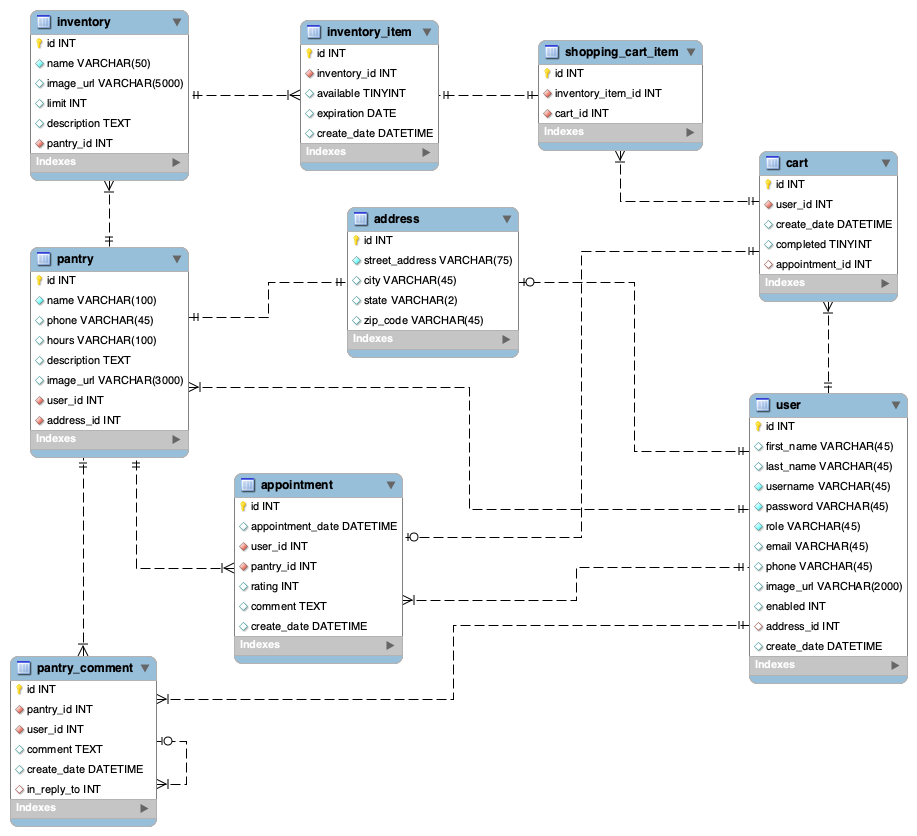 inventory
id INT
name VARCHAR(50)
image_url VARCHAR(5000)
limit INT
description TEXT
pantry_id INT
Indexes
inventory_item
id INT
inventory_id INT
available TINYINT
expiration DATE
create_date DATETIME
Indexes
shopping_cart_item
id INT
inventory_item_id INT
cart_id INT
Indexes
cart
id INT
user_id INT
create_date DATETIME
completed TINYINT
appointment_id INT
Indexes
address
id INT
street_address VARCHAR(75)
city VARCHAR(45)
state VARCHAR(2)
zip_code VARCHAR(45)
Indexes
pantry
id INT
name VARCHAR(100)
phone VARCHAR(45)
hours VARCHAR(100)
description TEXT
image_url VARCHAR(3000)
user_id INT
address_id INT
Indexes
user
id INT
first_name VARCHAR(45)
last_name VARCHAR(45)
username VARCHAR(45)
password VARCHAR(45)
role VARCHAR(45)
email VARCHAR(45)
phone VARCHAR(45)
image_url VARCHAR(2000)
enabled INT
address_id INT
create_date DATETIME
Indexes
appointment
id INT
appointment_date DATETIME
user_id INT
pantry_id INT
rating INT
comment TEXT
create_date DATETIME
Indexes
pantry_comment
id INT
pantry_id INT
user_id INT
comment TEXT
create_date DATETIME
in_reply_to INT
Indexes